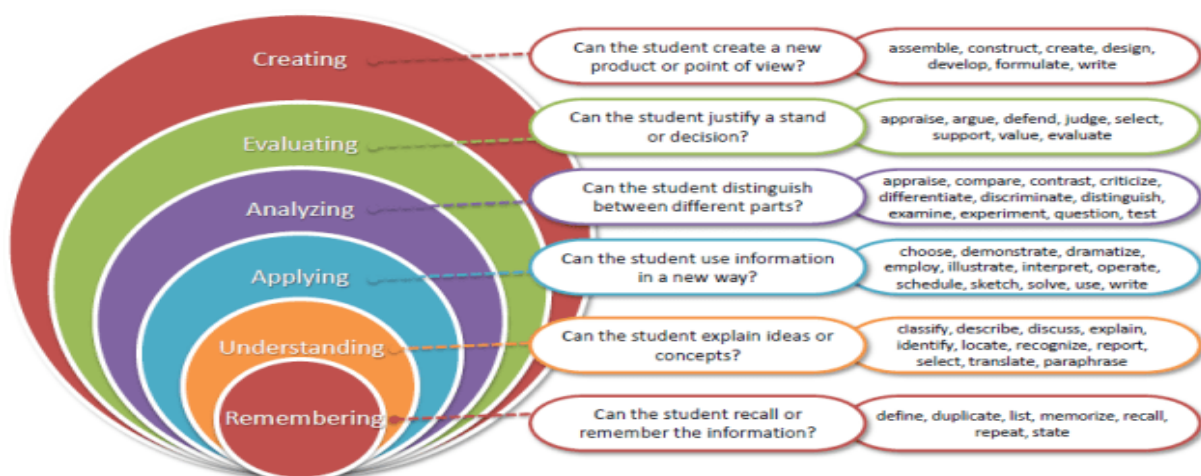 Creating
Can the student create a new
product or point of view?
assemble, construct, create, design,
develop, formulate, write
Evaluating
Can the student justify a stand
or decision?
appraise, argue, defend, judge, select,
support, value, evaluate
Analyzing
Can the student distinguish
between different parts?
appraise, compare, contrast, criticize,
differentiate, discriminate, distinguish,
examine, experiment, question, test
Applying
Can the student use information
in a new way?
choose, demonstrate, dramatize,
employ, illustrate, interpret, operate,
schedule, sketch, solve, use, write
Understanding
Can the student explain ideas or
concepts?
classify, describe, discuss, explain,
identify, locate, recognize, report,
select, translate, paraphrase
Remembering
Can the student recall or
remember the information?
define, duplicate, list, memorize, recall,
repeat, state